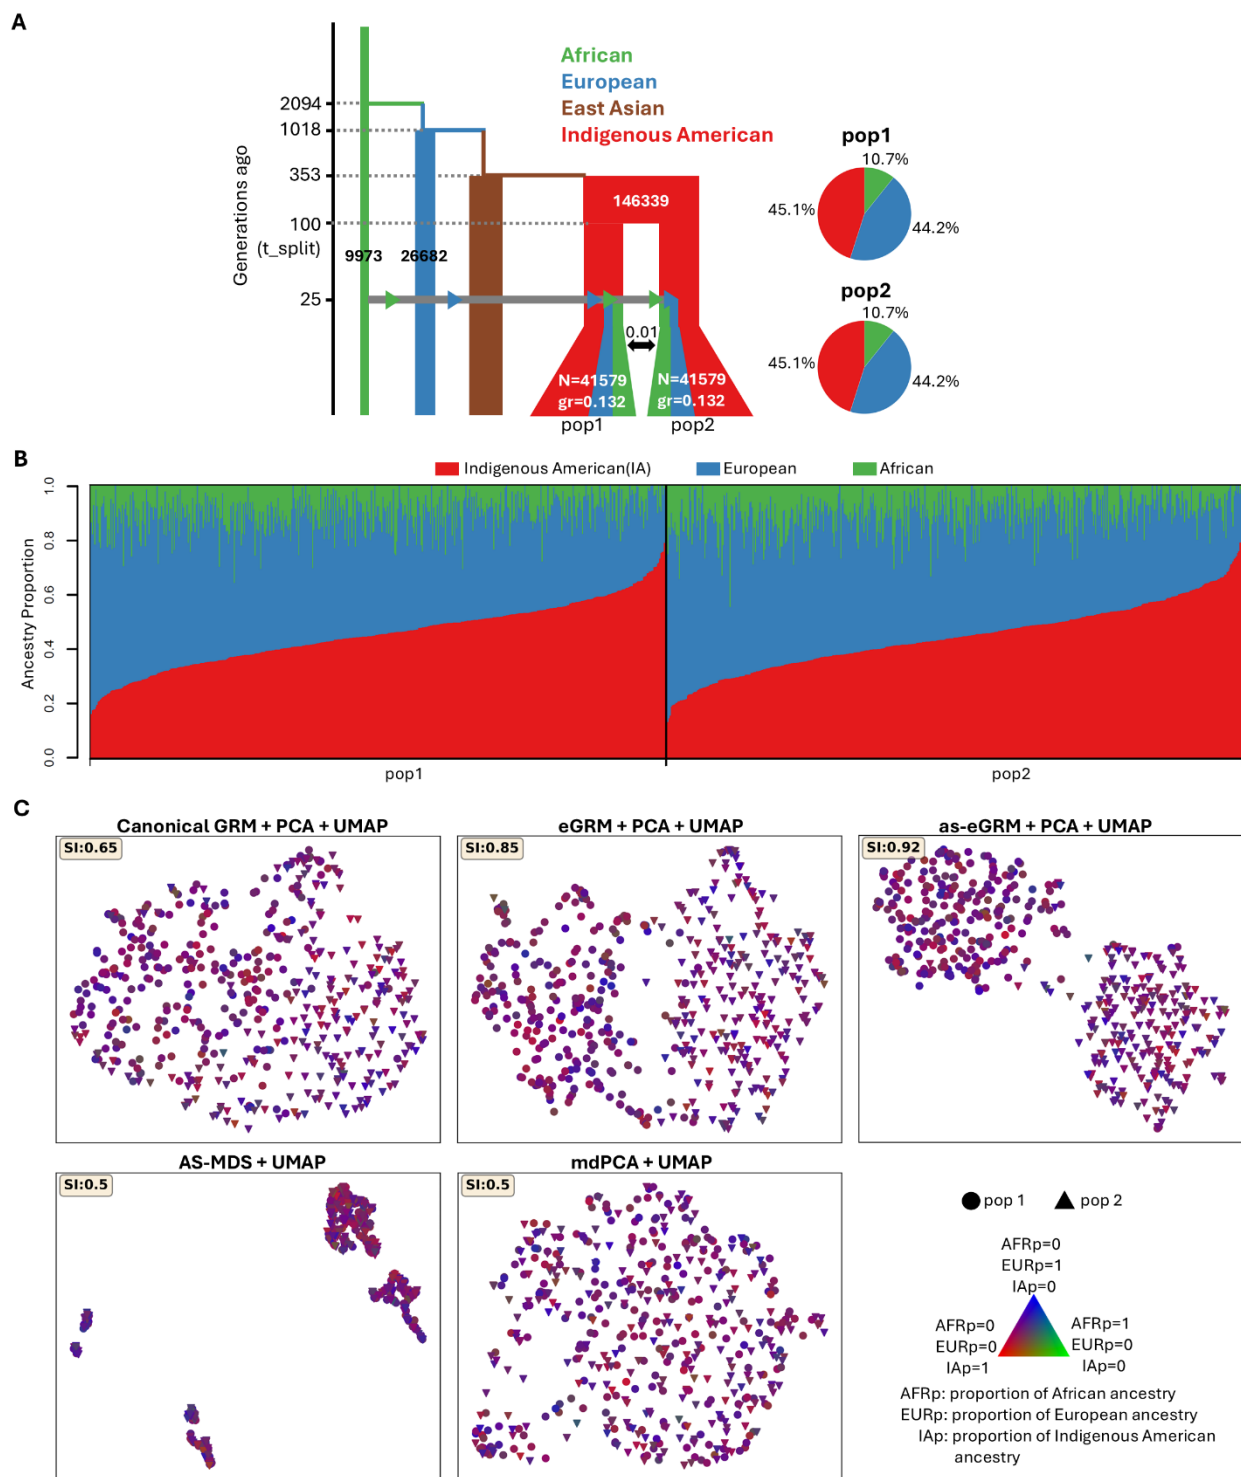 A
African
European
East Asian
Indigenous American
Generations ago
2094
1018
353
100
(t_split)
25
146339
9973
26682
0.01
N=41579
gr=0.132
N=41579
gr=0.132
pop1
pop2
pop1
10.7%
45.1%
44.2%
pop2
10.7%
45.1%
44.2%
B
Indigenous American(IA)
European
African
Ancestry Proportion
1.0
0.8
0.6
0.4
0.2
0.0
pop1
pop2
C
Canonical GRM + PCA + UMAP
SI:0.65
eGRM + PCA + UMAP
SI:0.85
as-eGRM + PCA + UMAP
SI:0.92
AS-MDS + UMAP
SI:0.5
mdPCA + UMAP
SI:0.5
pop 1
pop 2
AFRp=0
EURp=1
IAp=0
AFRp=0
EURp=0
IAp=1
AFRp=1
EURp=0
IAp=0
AFRp: proportion of African ancestry
EURp: proportion of European ancestry
IAp: proportion of Indigenous American
ancestry